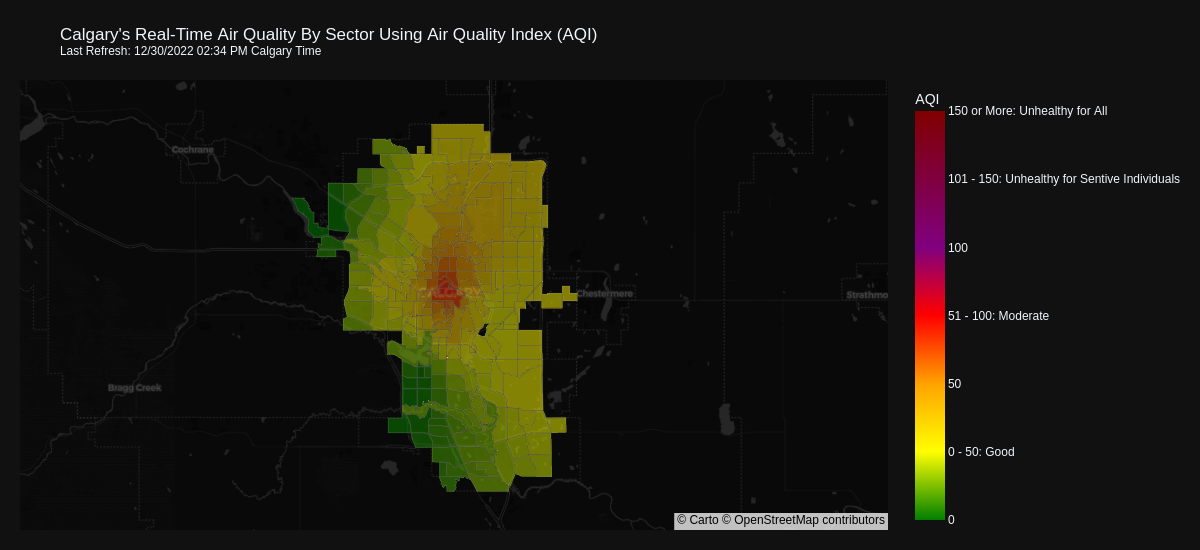 Calgary's Real-Time Air Quality By Sector Using Air Quality Index (AQI)
Last Refresh: 12/30/2022 02:34 PM Calgary Time
AQI
150 or More: Unhealthy for All
Cochrane
101 - 150: Unhealthy for Sentive Individuals
100
Chestermere
Strathmo
51 - 100: Moderate
50
Bragg Creek
0 - 50: Good
0
© Carto © OpenStreetMap contributors